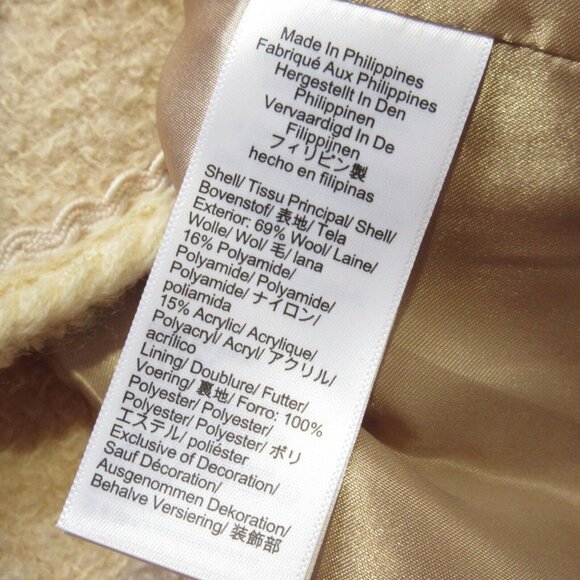 Made In Philippines
Fabriqué Aux Philippines
Hergestellt In Den
Philippinen
Vervaardigd In De
Filippijnen
フィリピン製
hecho en filipinas
Shell/ Tissu Principal/ Shell/
Bovenstof/ 表地/ Tela
Exterior: 69% Wool/ Laine/
Wolle/ Wol/ 毛/ lana
16% Polyamide/
Polyamide/ Polyamide/
Polyamide/ ナイロン/
poliamida
15% Acrylic/ Acrylique/
Polyacryl/ Acryl/ アクリル/
acrílico
Lining/ Doublure/ Futter/
Voering/ 裏地/ Forro: 100%
Polyester/ Polyester/
Polyester/ Polyester/ ポリ
エステル/ poliéster
Exclusive of Decoration/
Sauf Décoration/
Ausgenommen Dekoration/
Behalve Versiering/ 装飾部